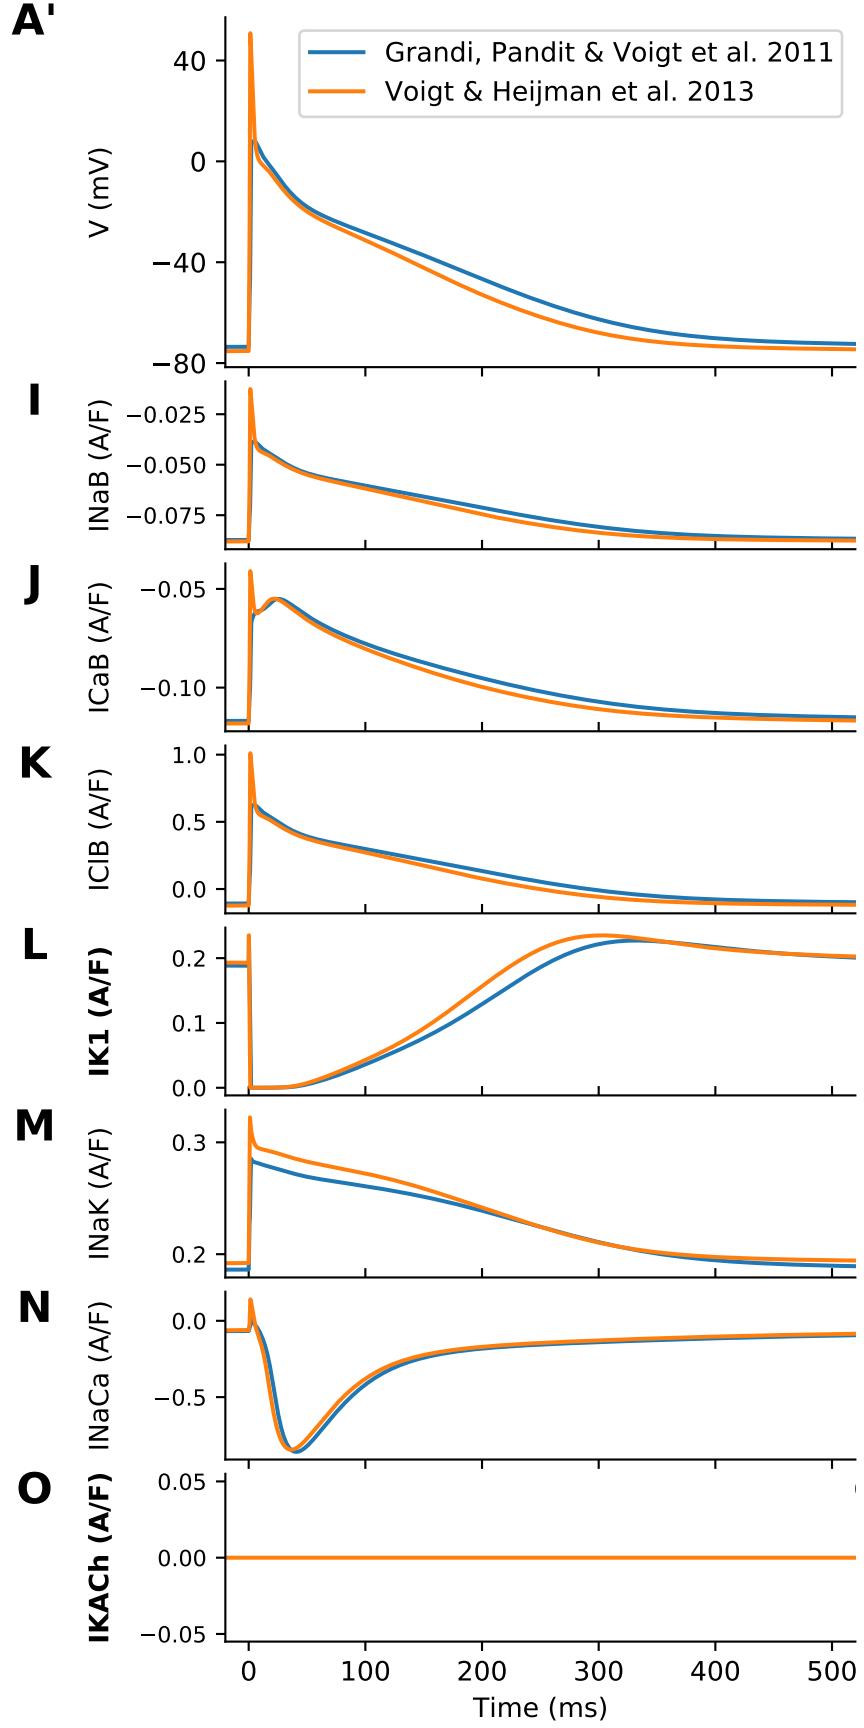 A'
Grandi, Pandit & Voigt et al. 2011
Voigt & Heijman et al. 2013
V (mV)
40
0
−40
−80
I
INaB (A/F)
−0.025
−0.050
−0.075
J
ICaB (A/F)
−0.05
−0.10
K
IClB (A/F)
1.0
0.5
0.0
L
IK1 (A/F)
0.2
0.1
0.0
M
INaK (A/F)
0.3
0.2
N
INaCa (A/F)
0.0
−0.5
O
IKACh (A/F)
0.05
0.00
−0.05
0 100 200 300 400 500
Time (ms)